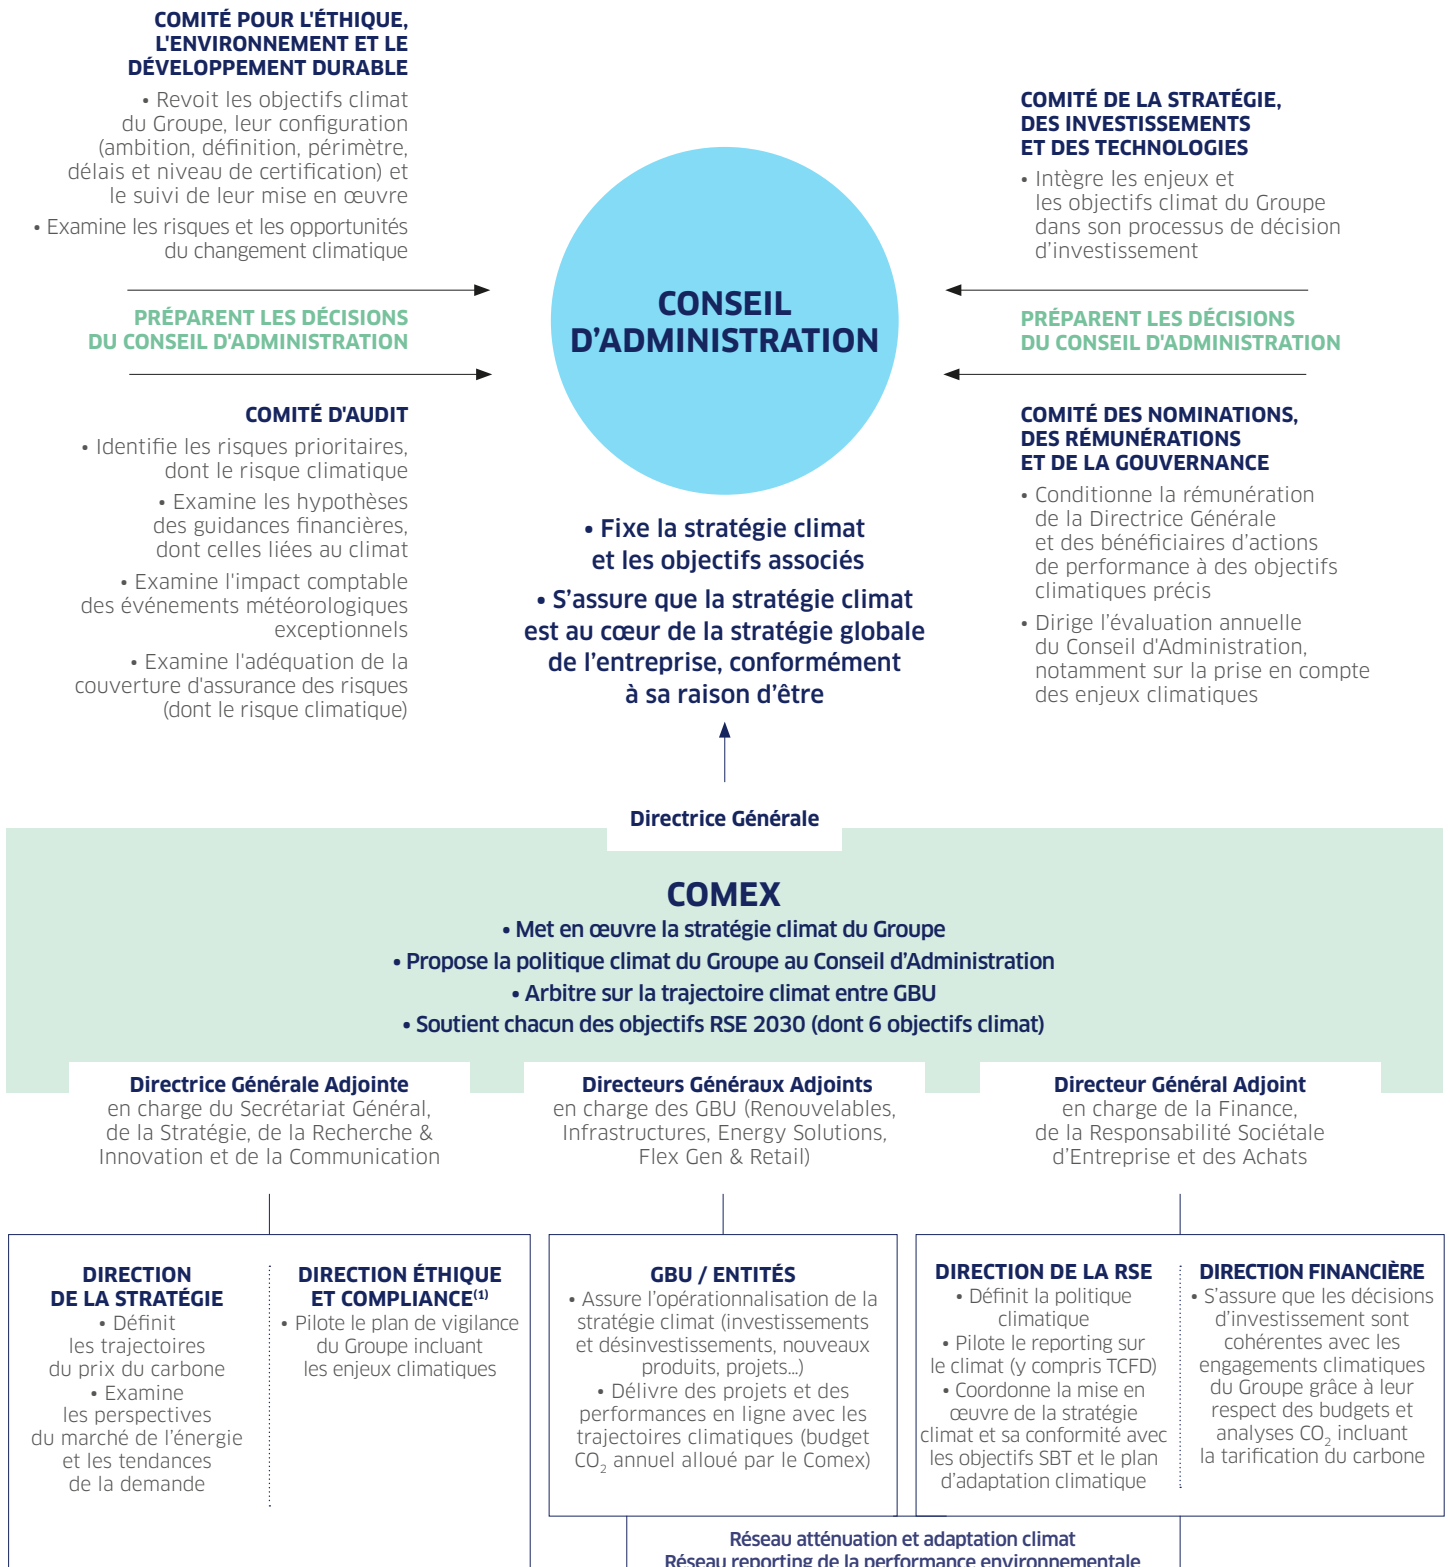 COMITÉ POUR L'ÉTHIQUE,
L'ENVIRONNEMENT ET LE
DÉVELOPPEMENT DURABLE
• Revoit les objectifs climat
du Groupe, leur configuration
(ambition, définition, périmètre,
délais et niveau de certification) et
le suivi de leur mise en œuvre
• Examine les risques et les opportunités
du changement climatique
PRÉPARENT LES DÉCISIONS
DU CONSEIL D'ADMINISTRATION
COMITÉ D'AUDIT
• Identifie les risques prioritaires,
dont le risque climatique
• Examine les hypothèses
des guidances financières,
dont celles liées au climat
• Examine l'impact comptable
des événements météorologiques
exceptionnels
• Examine l'adéquation de la
couverture d'assurance des risques
(dont le risque climatique)
CONSEIL
D’ADMINISTRATION
• Fixe la stratégie climat
et les objectifs associés
• S’assure que la stratégie climat
est au cœur de la stratégie globale
de l’entreprise, conformément
à sa raison d’être
COMITÉ DE LA STRATÉGIE,
DES INVESTISSEMENTS
ET DES TECHNOLOGIES
• Intègre les enjeux et
les objectifs climat du Groupe
dans son processus de décision
d’investissement
PRÉPARENT LES DÉCISIONS
DU CONSEIL D'ADMINISTRATION
COMITÉ DES NOMINATIONS,
DES RÉMUNÉRATIONS
ET DE LA GOUVERNANCE
• Conditionne la rémunération
de la Directrice Générale
et des bénéficiaires d’actions
de performance à des objectifs
climatiques précis
• Dirige l’évaluation annuelle
du Conseil d'Administration,
notamment sur la prise en compte
des enjeux climatiques
Directrice Générale
COMEX
• Met en œuvre la stratégie climat du Groupe
• Propose la politique climat du Groupe au Conseil d’Administration
• Arbitre sur la trajectoire climat entre GBU
• Soutient chacun des objectifs RSE 2030 (dont 6 objectifs climat)
Directrice Générale Adjointe
en charge du Secrétariat Général,
de la Stratégie, de la Recherche &
Innovation et de la Communication
Directeurs Généraux Adjoints
en charge des GBU (Renouvelables,
Infrastructures, Energy Solutions,
Flex Gen & Retail)
Directeur Général Adjoint
en charge de la Finance,
de la Responsabilité Sociétale
d’Entreprise et des Achats
DIRECTION
DE LA STRATÉGIE
• Définit
les trajectoires
du prix du carbone
• Examine
les perspectives
du marché de l’énergie
et les tendances
de la demande
DIRECTION ÉTHIQUE
ET COMPLIANCE(1)
• Pilote le plan de vigilance
du Groupe incluant
les enjeux climatiques
GBU / ENTITÉS
• Assure l’opérationnalisation de la
stratégie climat (investissements
et désinvestissements, nouveaux
produits, projets…)
• Délivre des projets et des
performances en ligne avec les
trajectoires climatiques (budget
CO2 annuel alloué par le Comex)
DIRECTION DE LA RSE
• Définit la politique
climatique
• Pilote le reporting sur
le climat (y compris TCFD)
• Coordonne la mise en
œuvre de la stratégie
climat et sa conformité avec
les objectifs SBT et le plan
d’adaptation climatique
DIRECTION FINANCIÈRE
• S’assure que les décisions
d’investissement sont
cohérentes avec les
engagements climatiques
du Groupe grâce à leur
respect des budgets et
analyses CO2 incluant
la tarification du carbone
Réseau atténuation et adaptation climat
Réseau reporting de la performance environnementale